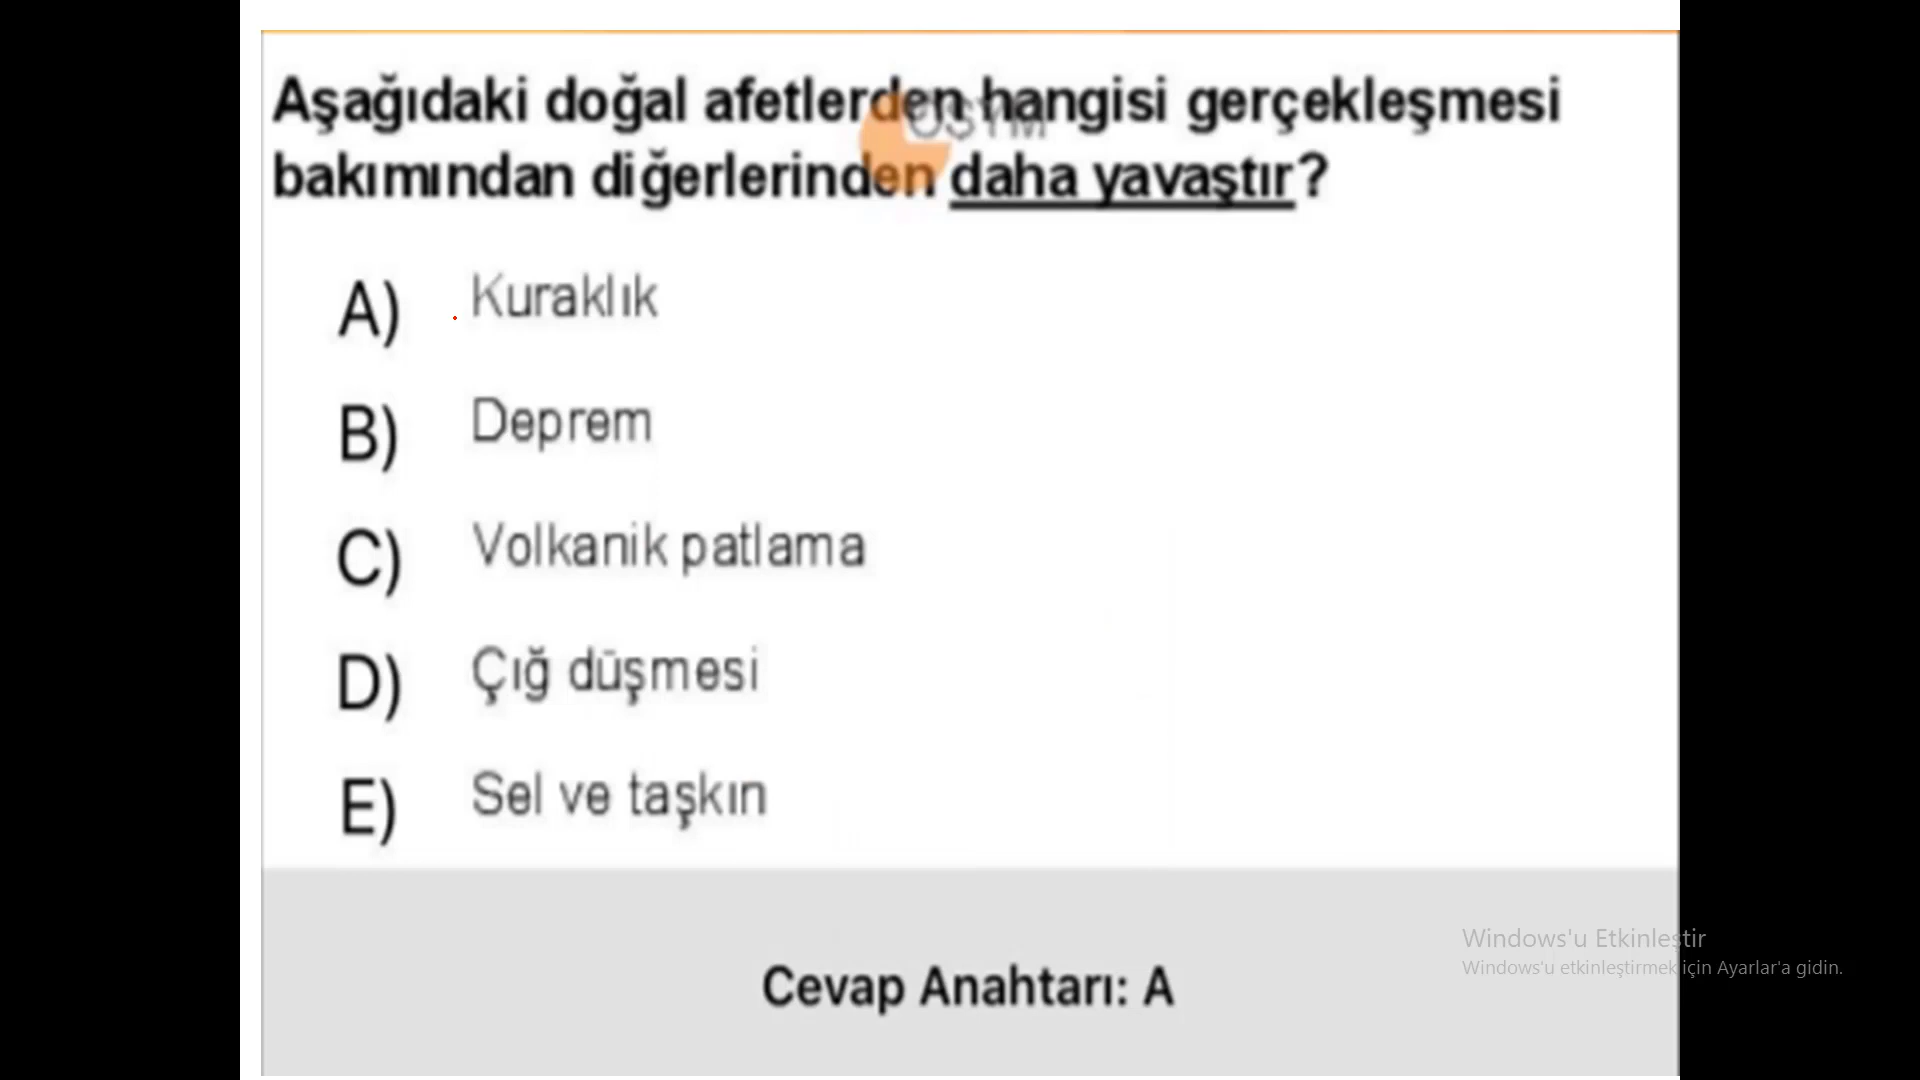 Aşağıdaki doğal afetlerden hangisi gerçekleşmesi
ÖSYM
bakımından diğerlerinden daha yavaştır?
A) Kuraklık
B) Deprem
C) Volkanik patlama
D) Çığ düşmesi
E) Sel ve taşkın
Cevap Anahtarı: A
Windows'u Etkinleştir
Windows'u etkinleştirmek için Ayarlar'a gidin.